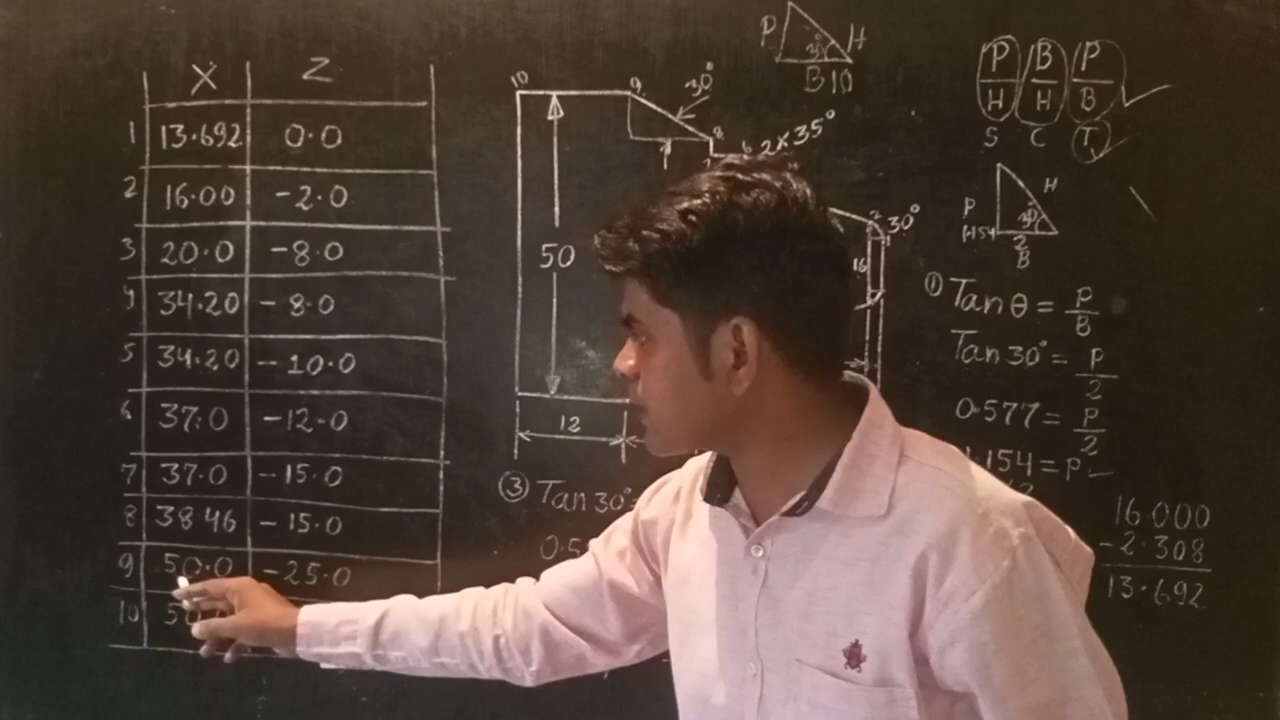 X Z
1 13.692 0.0
2 16.00 -2.0
3 20.0 -8.0
4 34.20 -8.0
5 34.20 -10.0
6 37.0 -12.0
7 37.0 -15.0
8 38.46 -15.0
9 50.0 -25.0
10
10 9 30°
8
2×35°
50
12
2 30°
1
16
P H
30°
B 10
P B P
H H B
S C T
H
P
30°
2
B
① Tan θ = P/B
Tan 30° = P/2
0.577 = P/2
1.154 = P
③ Tan 30° =
16.000
-2.308
13.692